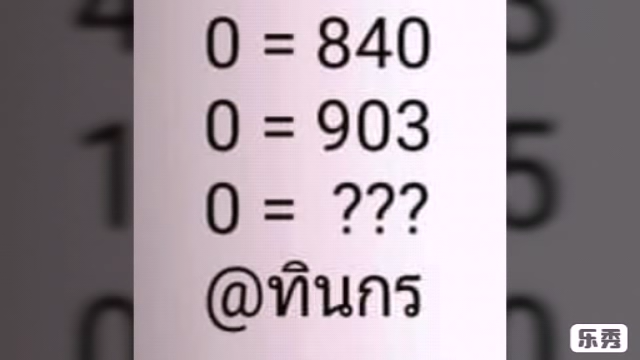 0 = 840
0 = 903
0 = ???
@ทินกร
乐秀